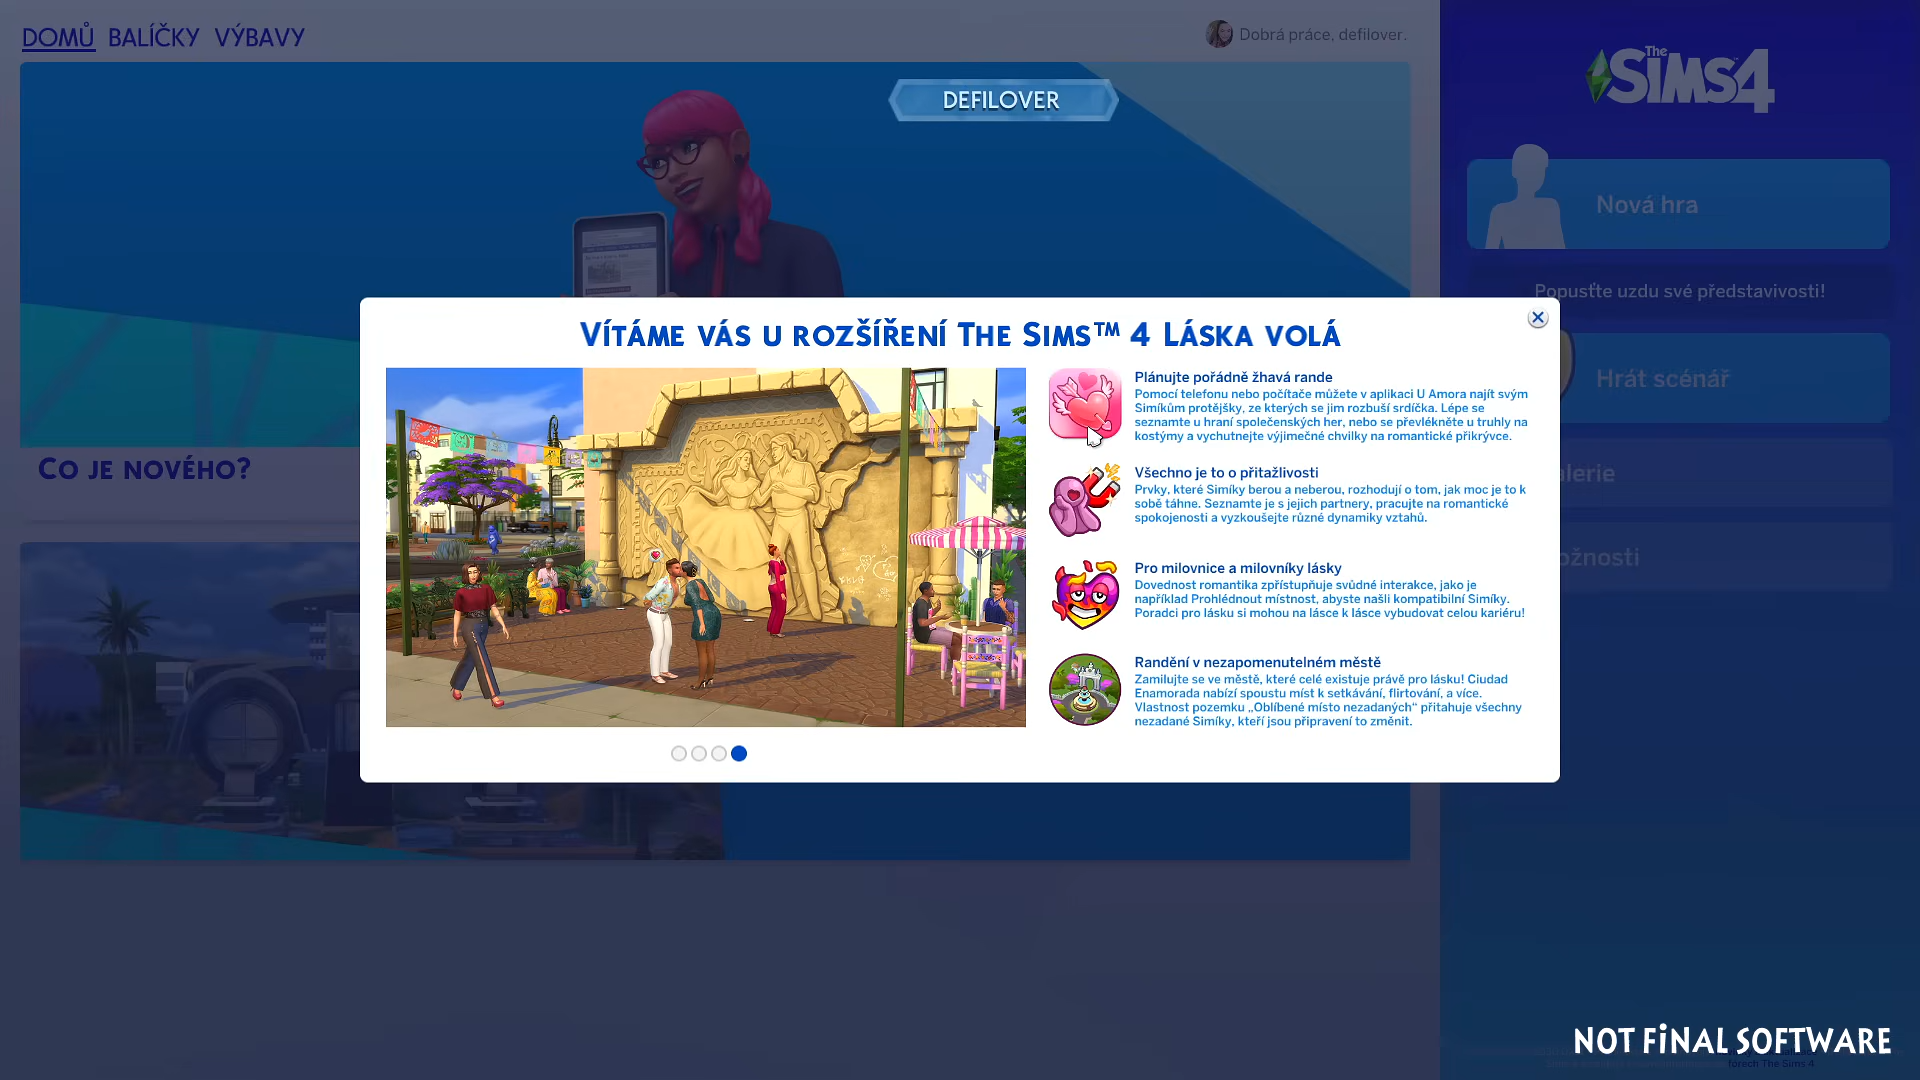 DOMŮ BALÍČKY VÝBAVY
Dobrá práce, defilover.
DEFILOVER
The Sims 4
Nová hra
Popusťte uzdu své představivosti!
Hrát scénář
Co je nového?
Vítáme vás u rozšíření The Sims™ 4 Láska volá
Plánujte pořádně žhavá rande
Pomocí telefonu nebo počítače můžete v aplikaci U Amora najít svým
Simíkům protějšky, ze kterých se jim rozbuší srdíčka. Lépe se
seznamte u hraní společenských her, nebo se převlékněte u truhly na
kostýmy a vychutnejte výjimečné chvilky na romantické přikrývce.
Všechno je to o přitažlivosti
Prvky, které Simíky berou a neberou, rozhodují o tom, jak moc je to k
sobě táhne. Seznamte je s jejich partnery, pracujte na romantické
spokojenosti a vyzkoušejte různé dynamiky vztahů.
Pro milovnice a milovníky lásky
Dovednost romantika zpřístupňuje svůdné interakce, jako je
například Prohlédnout místnost, abyste našli kompatibilní Simíky.
Poradci pro lásku si mohou na lásce k lásce vybudovat celou kariéru!
Randění v nezapomenutelném městě
Zamilujte se ve městě, které celé existuje právě pro lásku! Ciudad
Enamorada nabízí spoustu míst k setkávání, flirtování, a více.
Vlastnost pozemku „Oblíbené místo nezadaných“ přitahuje všechny
nezadané Simíky, kteří jsou připravení to změnit.
alerie
ožnosti
NOT FINAL SOFTWARE
fórech The Sims 4